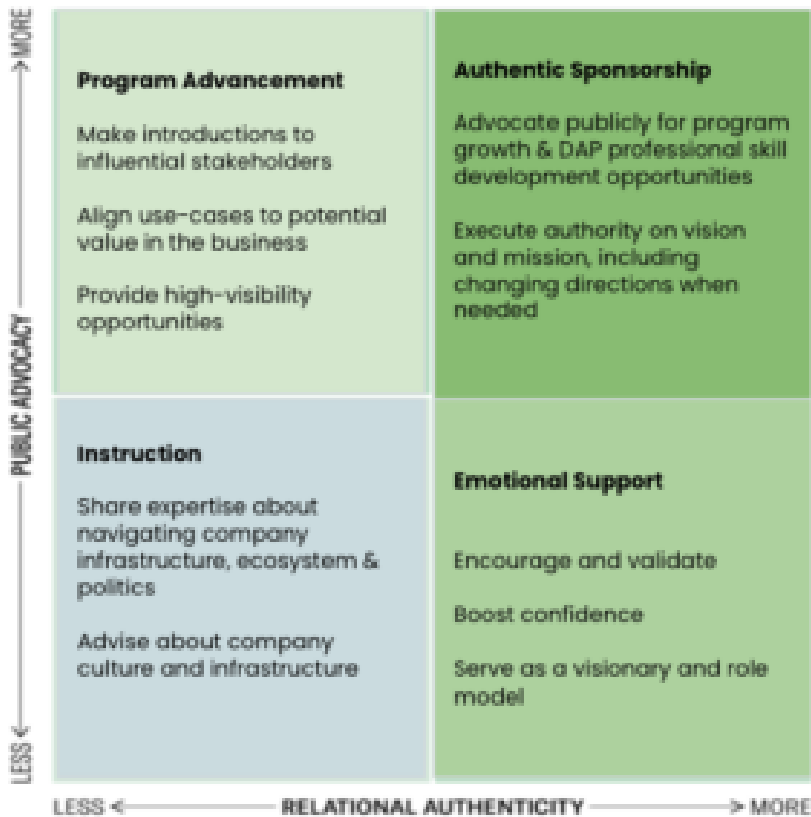 MORE
PUBLIC ADVOCACY
LESS
Program Advancement
Make introductions to
influential stakeholders
Align use-cases to potential
value in the business
Provide high-visibility
opportunities
Authentic Sponsorship
Advocate publicly for program
growth & DAP professional skill
development opportunities
Execute authority on vision
and mission, including
changing directions when
needed
Instruction
Share expertise about
navigating company
infrastructure, ecosystem &
politics
Advise about company
culture and infrastructure
Emotional Support
Encourage and validate
Boost confidence
Serve as a visionary and role
model
LESS RELATIONAL AUTHENTICITY MORE